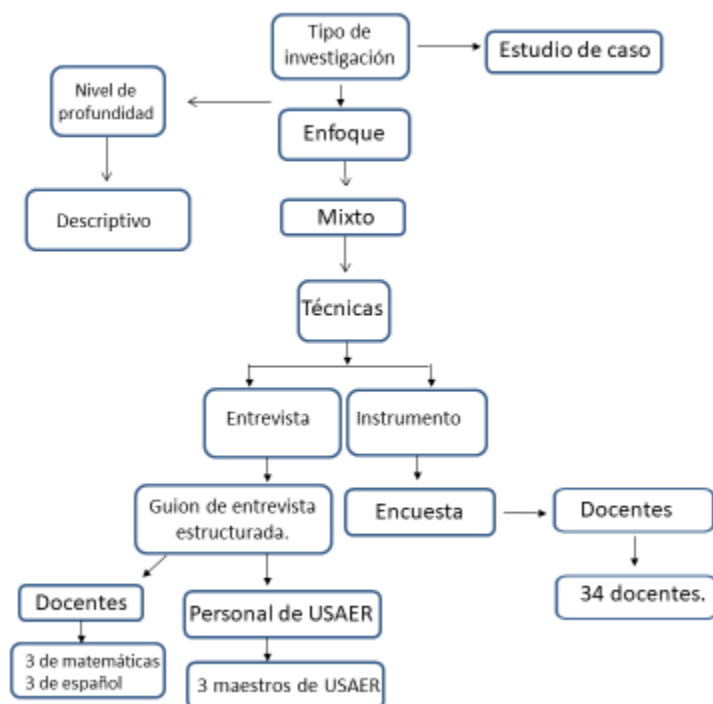 Tipo de
investigación
Estudio de caso
Nivel de
profundidad
Enfoque
Descriptivo
Mixto
Técnicas
Entrevista
Instrumento
Guion de entrevista
estructurada.
Encuesta
Docentes
34 docentes.
Docentes
Personal de USAER
3 de matemáticas
3 de español
3 maestros de USAER